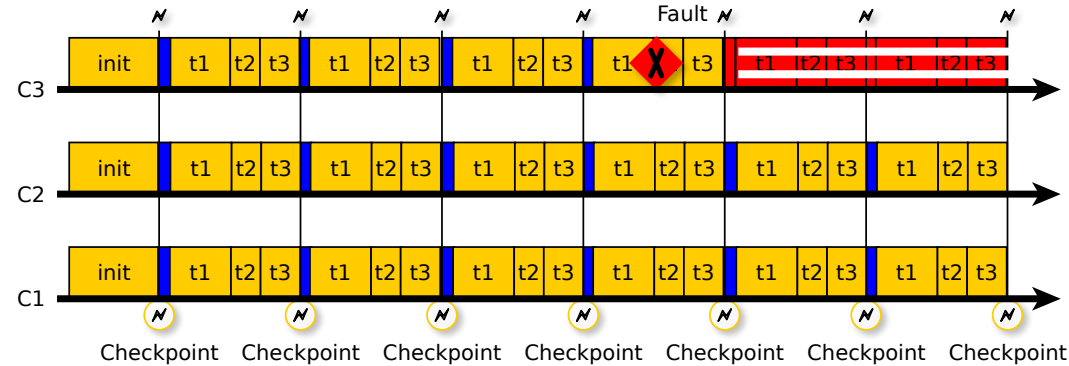 Fault
init t1 t2 t3 t1 t2 t3 t1 t2 t3 t1 X t3 t1 t2 t3 t1 t2 t3
C3
init t1 t2 t3 t1 t2 t3 t1 t2 t3 t1 t2 t3 t1 t2 t3 t1 t2 t3
C2
init t1 t2 t3 t1 t2 t3 t1 t2 t3 t1 t2 t3 t1 t2 t3 t1 t2 t3
C1
Checkpoint Checkpoint Checkpoint Checkpoint Checkpoint Checkpoint Checkpoint